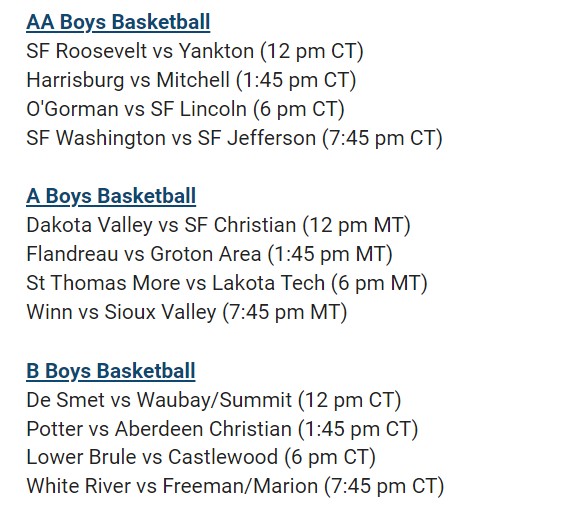 AA Boys Basketball
SF Roosevelt vs Yankton (12 pm CT)
Harrisburg vs Mitchell (1:45 pm CT)
O'Gorman vs SF Lincoln (6 pm CT)
SF Washington vs SF Jefferson (7:45 pm CT)
A Boys Basketball
Dakota Valley vs SF Christian (12 pm MT)
Flandreau vs Groton Area (1:45 pm MT)
St Thomas More vs Lakota Tech (6 pm MT)
Winn vs Sioux Valley (7:45 pm MT)
B Boys Basketball
De Smet vs Waubay/Summit (12 pm CT)
Potter vs Aberdeen Christian (1:45 pm CT)
Lower Brule vs Castlewood (6 pm CT)
White River vs Freeman/Marion (7:45 pm CT)